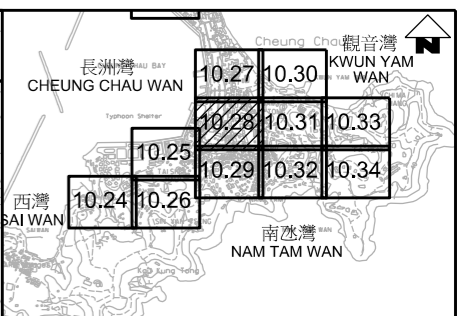 Cheung Cha
觀音灣
KWUN YAM
WAN
N
長洲灣
CHAU BAY
CHEUNG CHAU WAN
10.27
10.30
Typhoon Shelter
10.28
10.31
10.33
10.25
10.29
10.32
10.34
西灣
SAI WAN
10.24
10.26
南氹灣
NAM TAM WAN